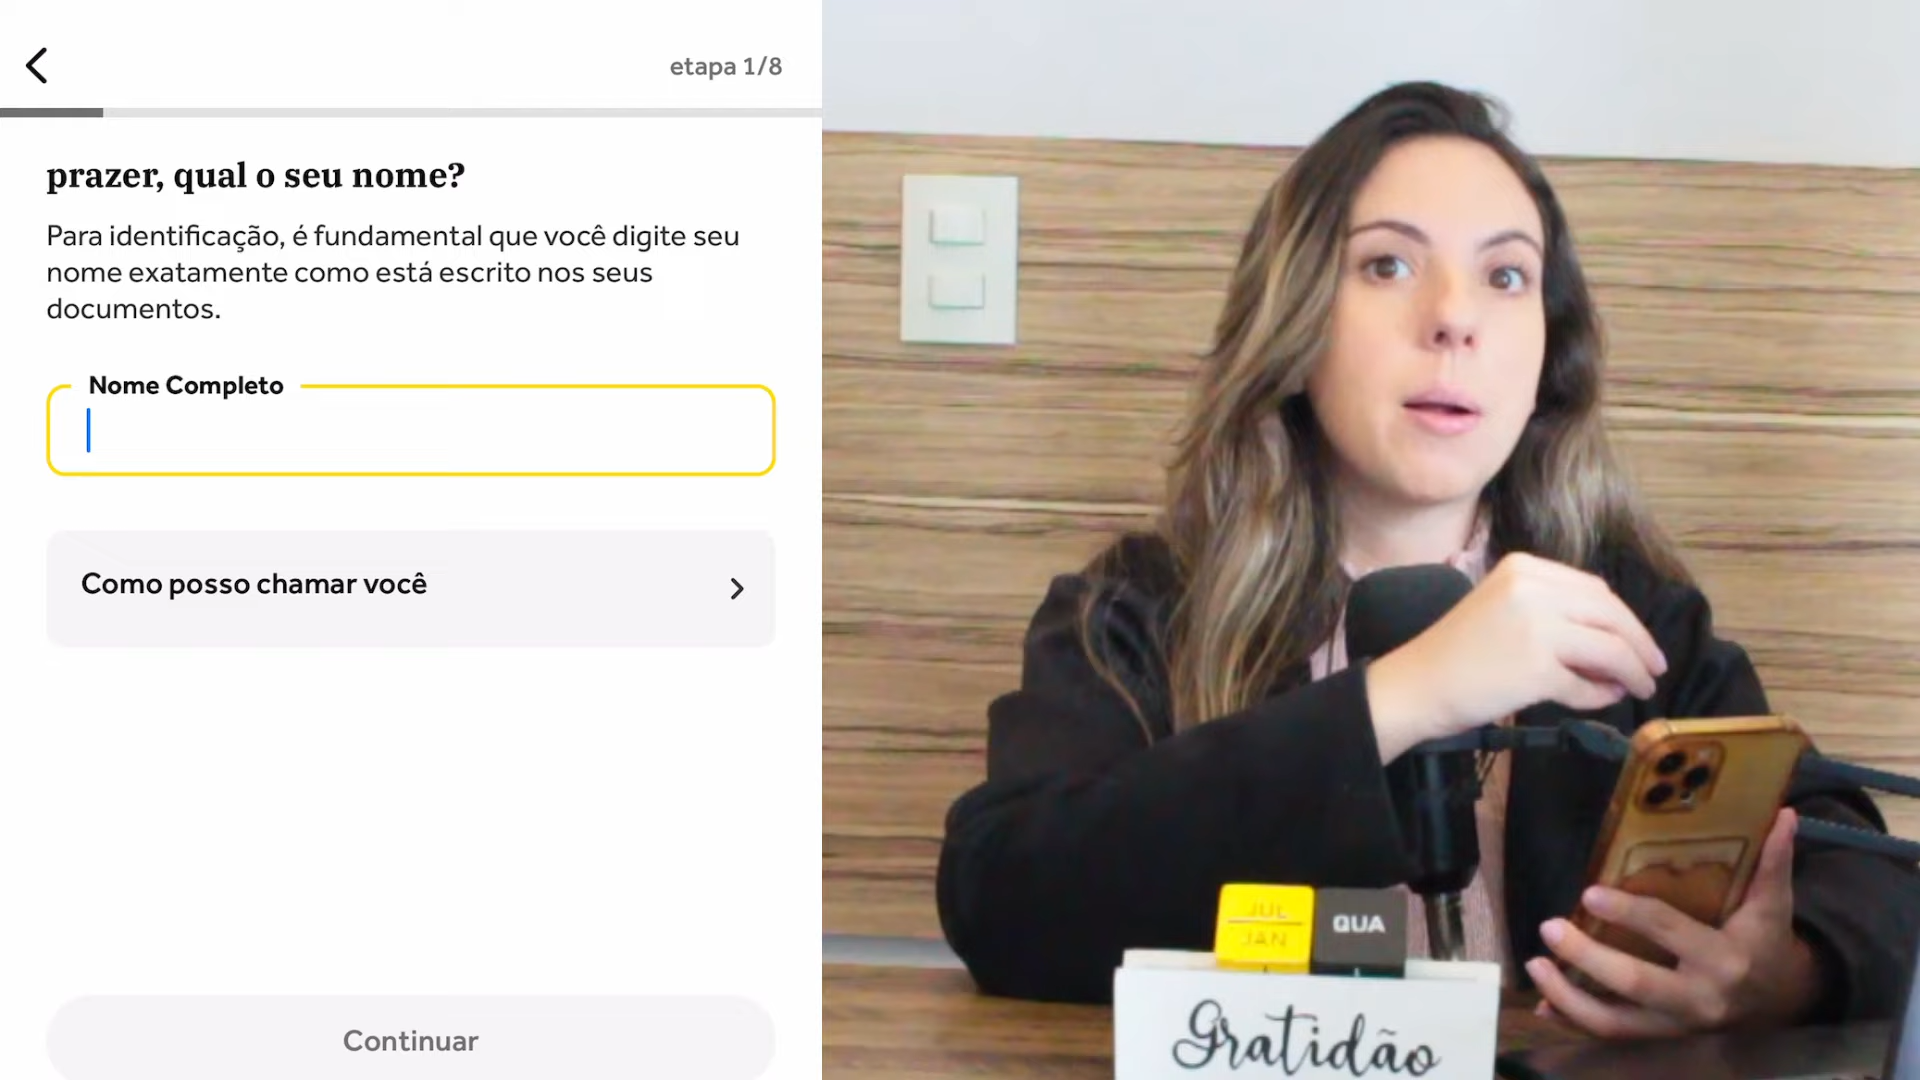 etapa 1/8
prazer, qual o seu nome?
Para identificação, é fundamental que você digite seu
nome exatamente como está escrito nos seus
documentos.
Nome Completo
Como posso chamar você
Continuar
JUL
JAN
QUA
Gratidão